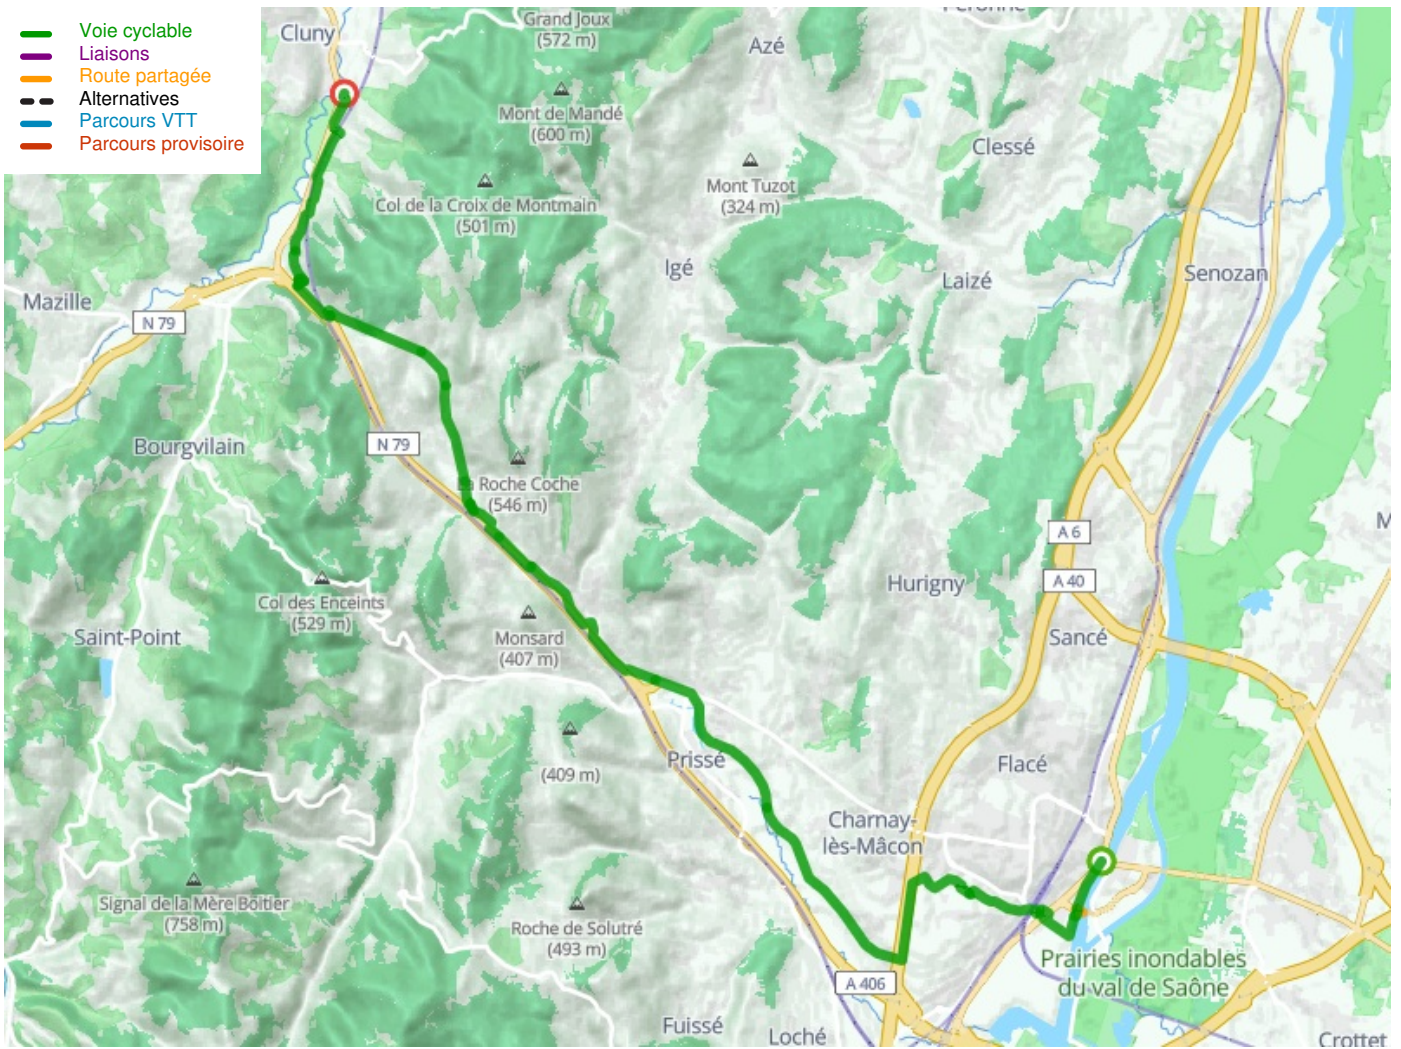 Voie cyclable
Liaisons
Route partagée
Alternatives
Parcours VTT
Parcours provisoire
Cluny
Grand Joux
(572 m)
Azé
Mont de Mandé
(600 m)
Clessé
Mont Tuzot
(324 m)
Col de la Croix de Montmain
(501 m)
Igé
Laizé
Senozan
Mazille
N 79
Bourgvilain
N 79
La Roche Coche
(546 m)
A 6
A 40
Hurigny
Col des Enceints
(529 m)
Saint-Point
Monsard
(407 m)
Sancé
Prissé
(409 m)
Flacé
Charnay-
lès-Mâcon
Signal de la Mère Boitier
(758 m)
Roche de Solutré
(493 m)
Prairies inondables
du val de Saône
A 406
Fuissé
Loché
Crottet